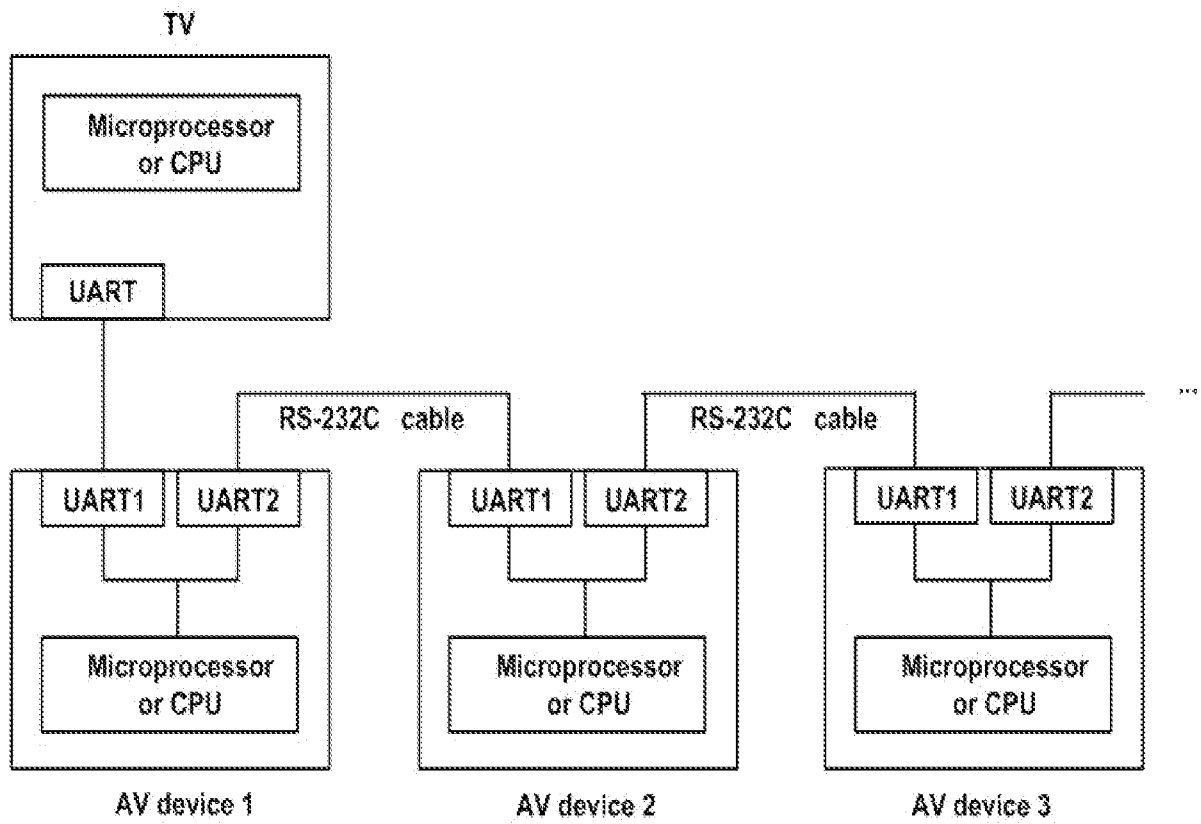 TV
Microprocessor
or CPU
UART
...
RS-232C cable
RS-232C cable
UART1
UART2
UART1
UART2
UART1
UART2
Microprocessor
or CPU
Microprocessor
or CPU
Microprocessor
or CPU
AV device 1
AV device 2
AV device 3